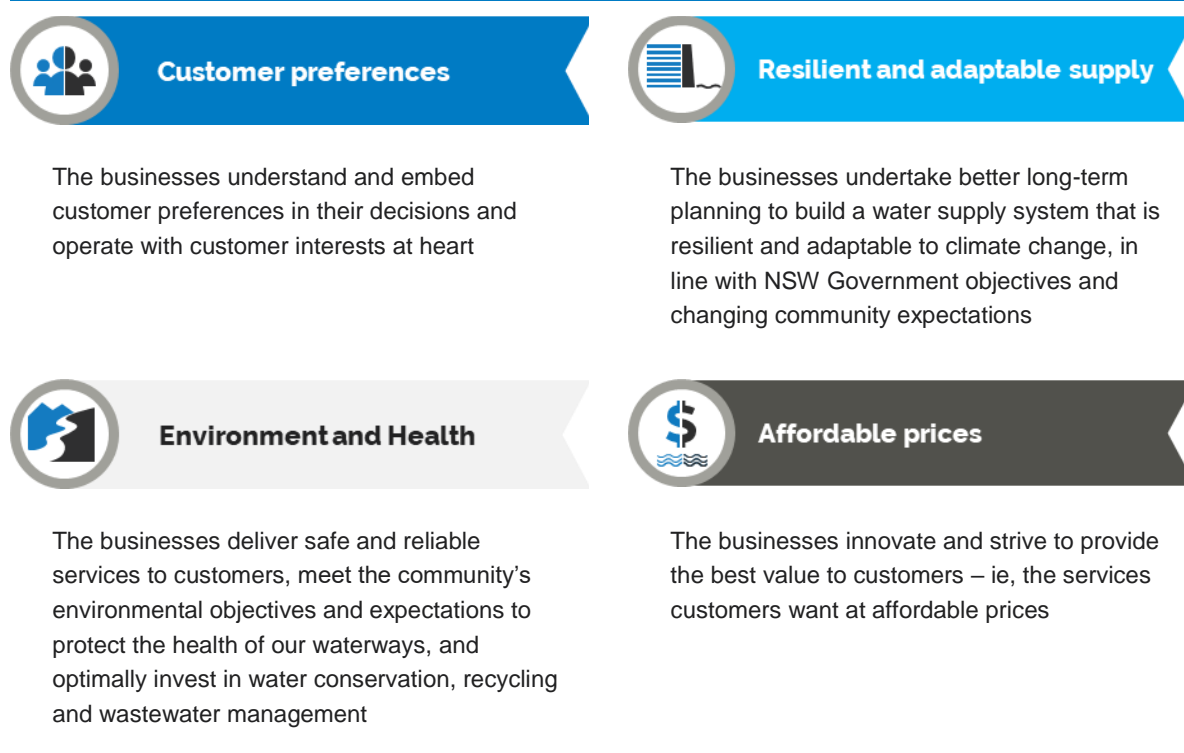 Customer preferences
The businesses understand and embed
customer preferences in their decisions and
operate with customer interests at heart
Resilient and adaptable supply
The businesses undertake better long-term
planning to build a water supply system that is
resilient and adaptable to climate change, in
line with NSW Government objectives and
changing community expectations
Environment and Health
The businesses deliver safe and reliable
services to customers, meet the community’s
environmental objectives and expectations to
protect the health of our waterways, and
optimally invest in water conservation, recycling
and wastewater management
Affordable prices
The businesses innovate and strive to provide
the best value to customers – ie, the services
customers want at affordable prices